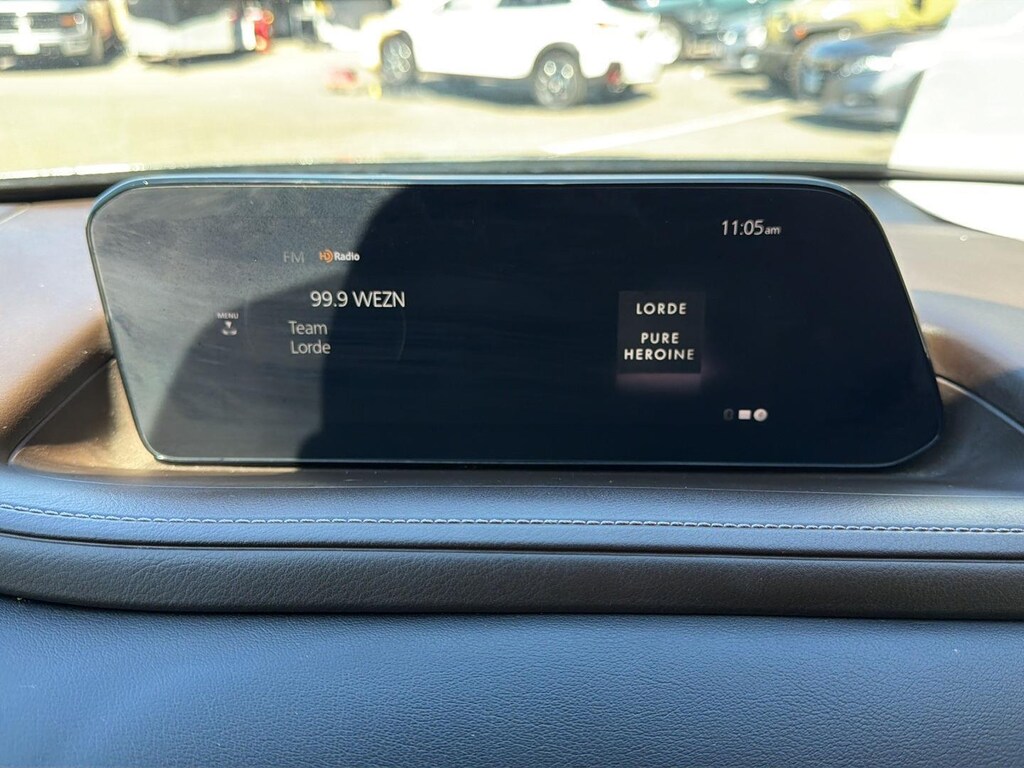 11:05am
FM HD Radio
99.9 WEZN
MENU
Team
Lorde
LORDE
PURE
HEROINE